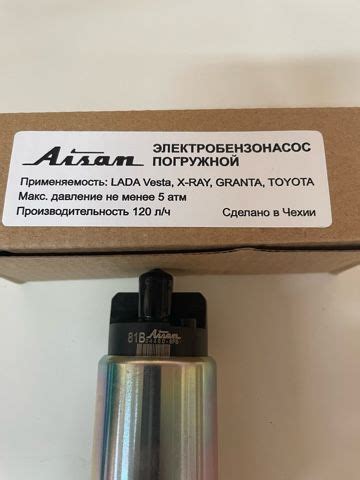 Aisan
ЭЛЕКТРОБЕНЗОНАСОС
ПОГРУЖНОЙ
Применяемость: LADA Vesta, X-RAY, GRANTA, TOYOTA
Макс. давление не менее 5 атм
Производительность 120 л/ч Сделано в Чехии
81B Aisan